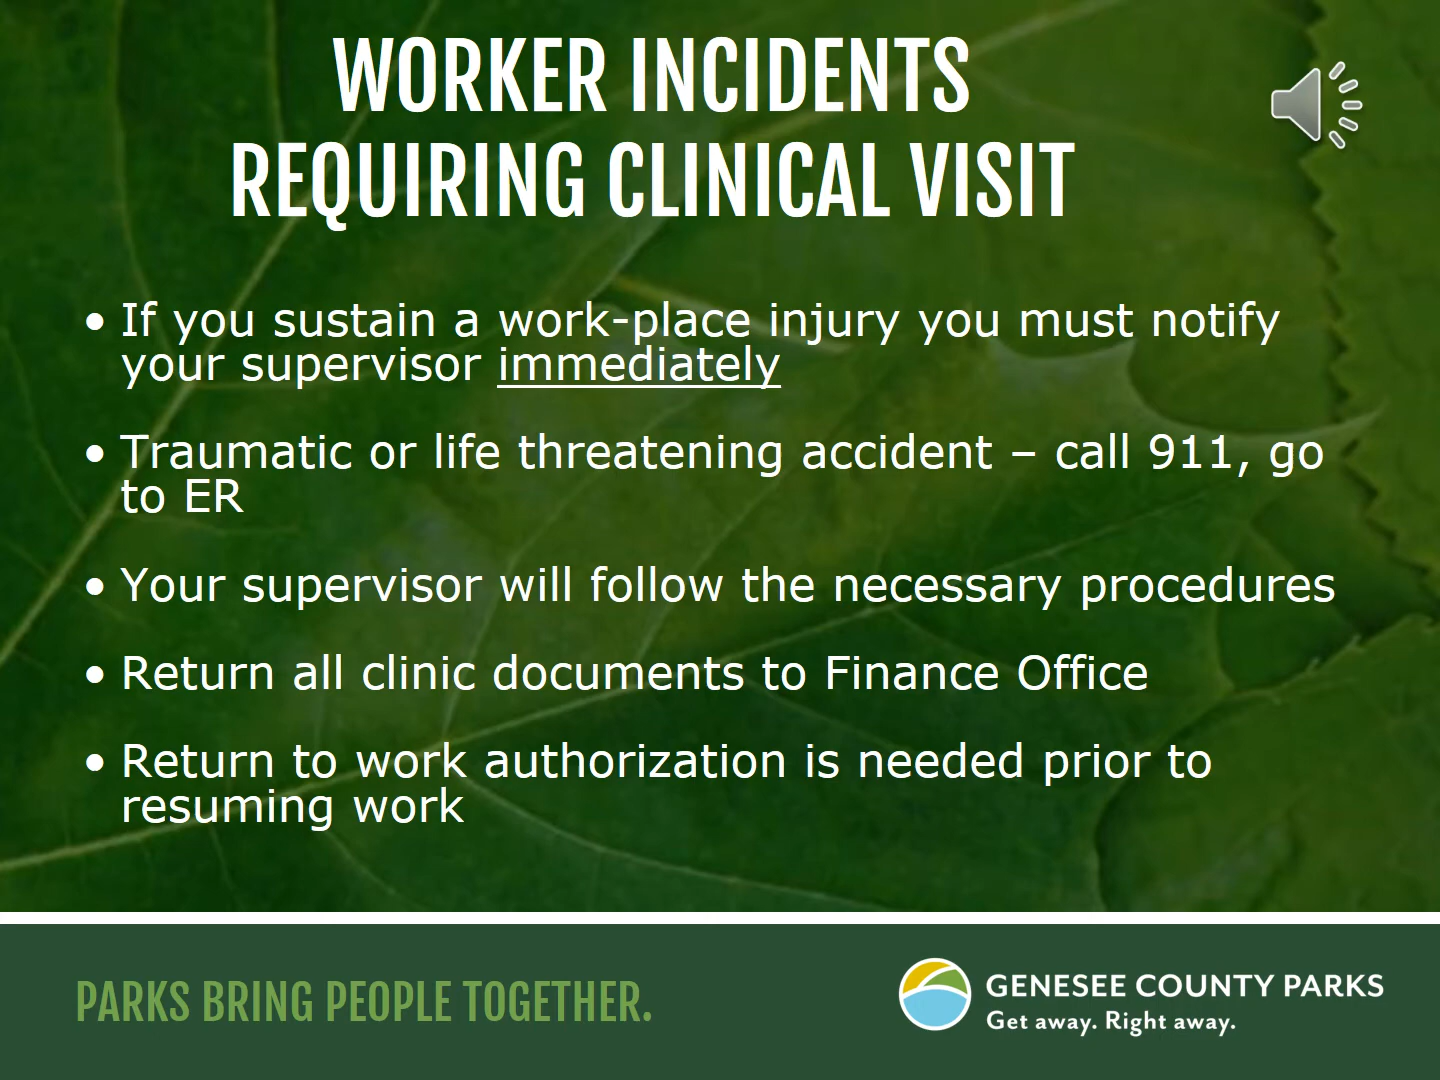 WORKER INCIDENTS
REQUIRING CLINICAL VISIT
• If you sustain a work-place injury you must notify
your supervisor immediately
• Traumatic or life threatening accident – call 911, go
to ER
• Your supervisor will follow the necessary procedures
• Return all clinic documents to Finance Office
• Return to work authorization is needed prior to
resuming work
PARKS BRING PEOPLE TOGETHER.
GENESEE COUNTY PARKS
Get away. Right away.